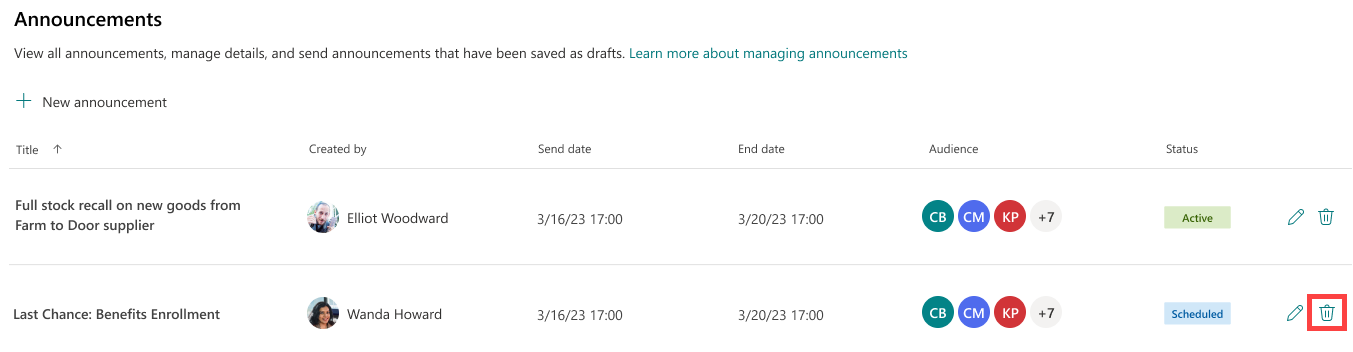 Announcements
View all announcements, manage details, and send announcements that have been saved as drafts. Learn more about managing announcements
New announcement
Title Created by Send date End date Audience Status
Full stock recall on new goods from
Farm to Door supplier
Elliot Woodward 3/16/23 17:00 3/20/23 17:00 CB CM KP +7 Active
Last Chance: Benefits Enrollment Wanda Howard 3/16/23 17:00 3/20/23 17:00 CB CM KP +7 Scheduled